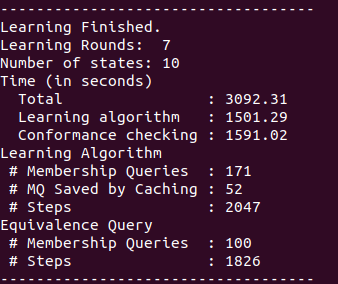 -----------------------------------
Learning Finished.
Learning Rounds:  7
Number of states: 10
Time (in seconds)
  Total                : 3092.31
  Learning algorithm   : 1501.29
  Conformance checking : 1591.02
Learning Algorithm
 # Membership Queries  : 171
 # MQ Saved by Caching : 52
 # Steps               : 2047
Equivalence Query
 # Membership Queries  : 100
 # Steps               : 1826
-----------------------------------